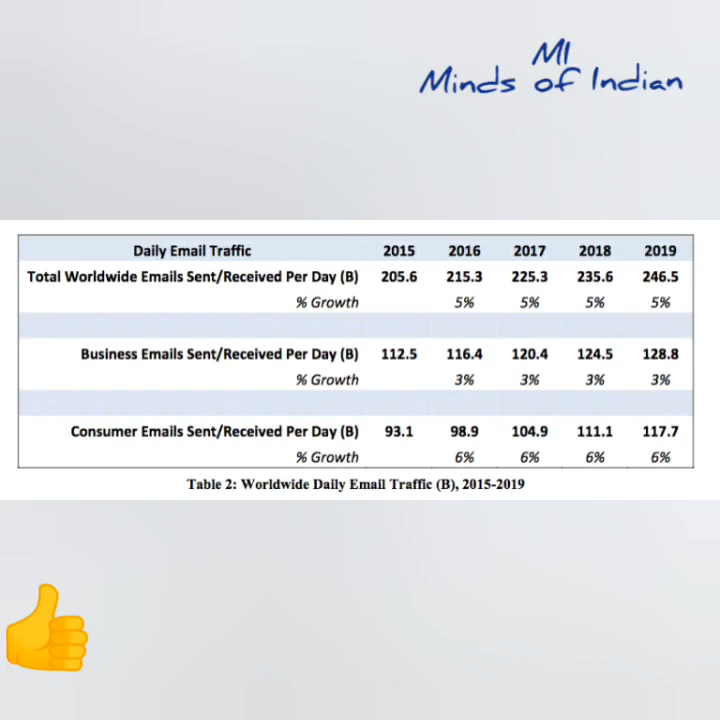 MI
Minds of Indian
Daily Email Traffic 2015 2016 2017 2018 2019
Total Worldwide Emails Sent/Received Per Day (B) 205.6 215.3 225.3 235.6 246.5
% Growth 5% 5% 5% 5%
Business Emails Sent/Received Per Day (B) 112.5 116.4 120.4 124.5 128.8
% Growth 3% 3% 3% 3%
Consumer Emails Sent/Received Per Day (B) 93.1 98.9 104.9 111.1 117.7
% Growth 6% 6% 6% 6%
Table 2: Worldwide Daily Email Traffic (B), 2015-2019